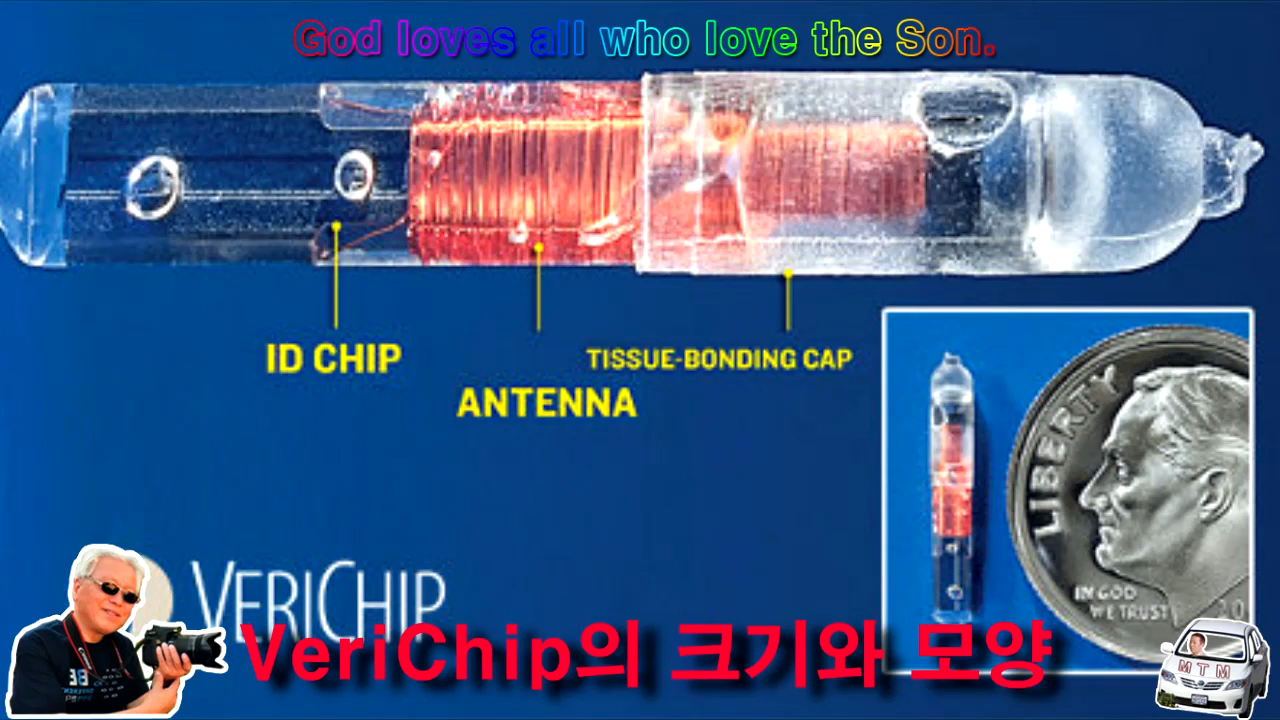 God loves all who love the Son.
ID CHIP
TISSUE-BONDING CAP
ANTENNA
LIBERTY
IN GOD
WE TRUST
VERICHIP
VeriChip의 크기와 모양
MTM